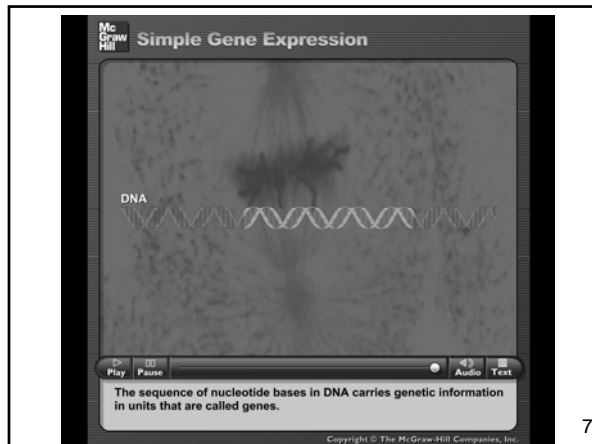 Mc
Graw
Hill
Simple Gene Expression
DNA
Play Pause Audio Text
The sequence of nucleotide bases in DNA carries genetic information
in units that are called genes.
Copyright © The McGraw-Hill Companies, Inc.
7